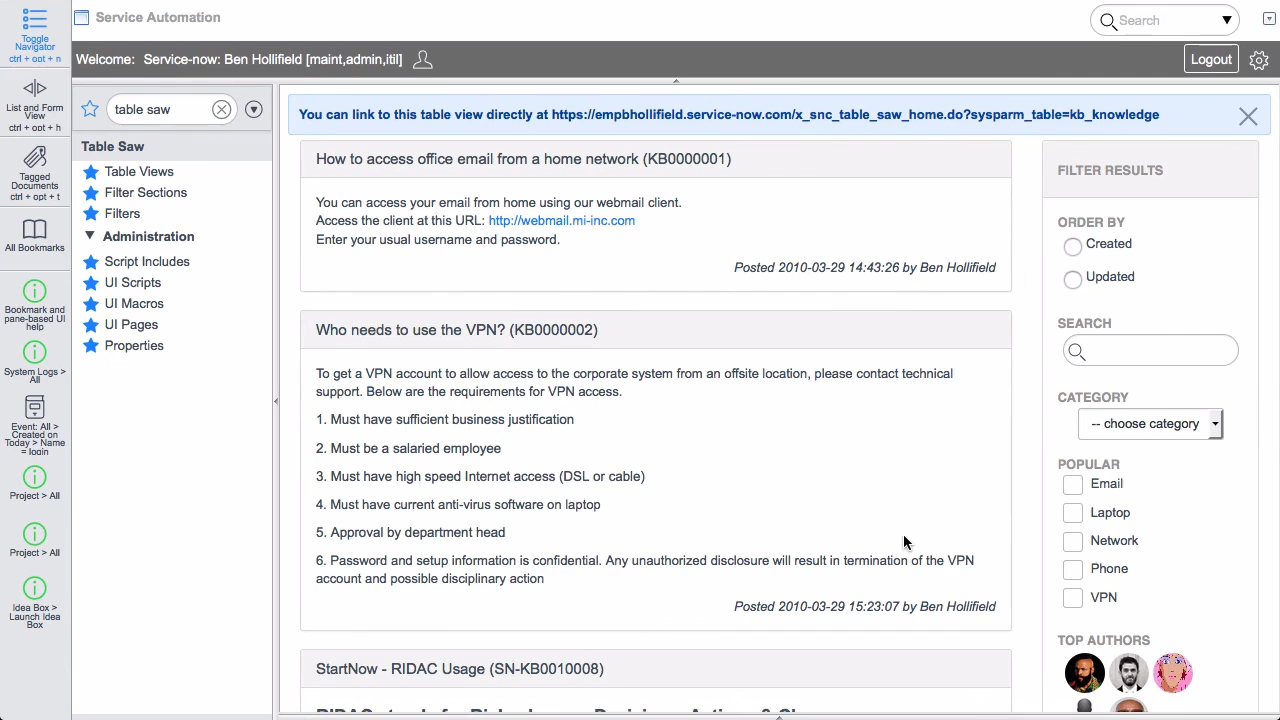 Toggle
Navigator
ctrl + opt + n
List and Form
View
ctrl + opt + h
Tagged
Documents
ctrl + opt + t
All Bookmarks
Bookmark and
pane-based UI
help
System Logs >
All
Event: All >
Created on
Today > Name
= login
Project > All
Project > All
Idea Box >
Launch Idea
Box
Service Automation
Search
Welcome: Service-now: Ben Hollifield [maint,admin,itil]
Logout
table saw
Table Saw
Table Views
Filter Sections
Filters
Administration
Script Includes
UI Scripts
UI Macros
UI Pages
Properties
You can link to this table view directly at https://empbhollifield.service-now.com/x_snc_table_saw_home.do?sysparm_table=kb_knowledge
How to access office email from a home network (KB0000001)
You can access your email from home using our webmail client.
Access the client at this URL: http://webmail.mi-inc.com
Enter your usual username and password.
Posted 2010-03-29 14:43:26 by Ben Hollifield
Who needs to use the VPN? (KB0000002)
To get a VPN account to allow access to the corporate system from an offsite location, please contact technical
support. Below are the requirements for VPN access.
1. Must have sufficient business justification
2. Must be a salaried employee
3. Must have high speed Internet access (DSL or cable)
4. Must have current anti-virus software on laptop
5. Approval by department head
6. Password and setup information is confidential. Any unauthorized disclosure will result in termination of the VPN
account and possible disciplinary action
Posted 2010-03-29 15:23:07 by Ben Hollifield
StartNow - RIDAC Usage (SN-KB0010008)
FILTER RESULTS
ORDER BY
Created
Updated
SEARCH
CATEGORY
-- choose category
POPULAR
Email
Laptop
Network
Phone
VPN
TOP AUTHORS